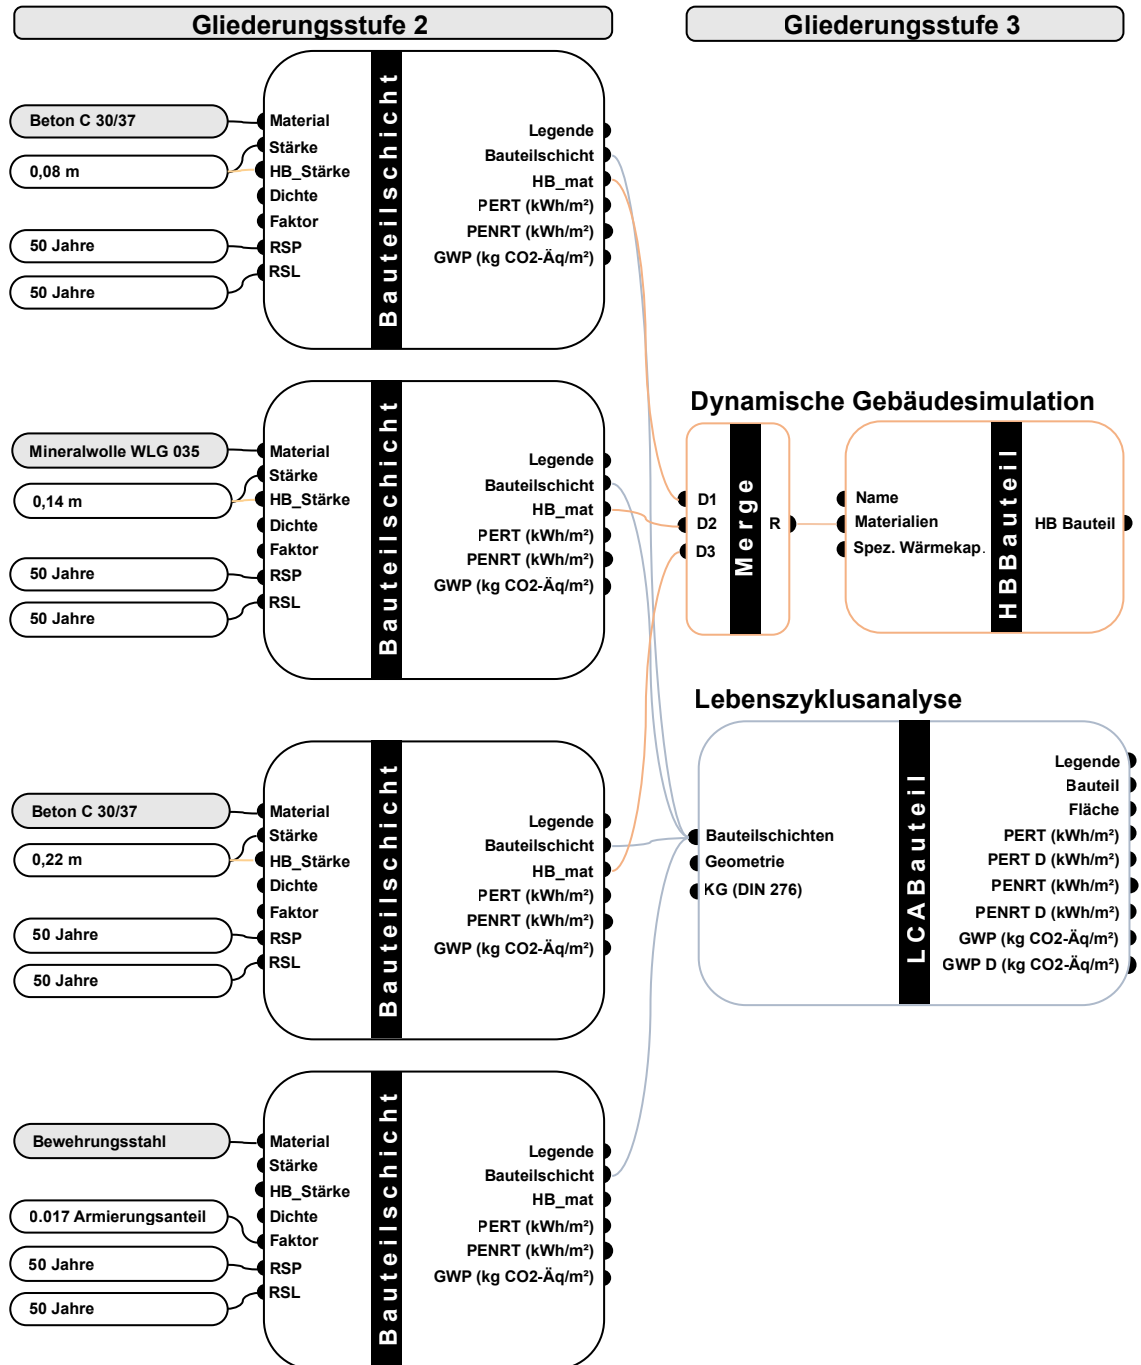 Gliederungsstufe 2
Gliederungsstufe 3
Beton C 30/37
0,08 m
50 Jahre
50 Jahre
Material
Stärke
HB_Stärke
Dichte
Faktor
RSP
RSL
Bauteilschicht
Legende
Bauteilschicht
HB_mat
PERT (kWh/m²)
PENRT (kWh/m²)
GWP (kg CO2-Äq/m²)
Mineralwolle WLG 035
0,14 m
50 Jahre
50 Jahre
Material
Stärke
HB_Stärke
Dichte
Faktor
RSP
RSL
Bauteilschicht
Legende
Bauteilschicht
HB_mat
PERT (kWh/m²)
PENRT (kWh/m²)
GWP (kg CO2-Äq/m²)
Dynamische Gebäudesimulation
D1
D2
D3
Merge
R
Name
Materialien
Spez. Wärmekap.
HBBauteil
HB Bauteil
Beton C 30/37
0,22 m
50 Jahre
50 Jahre
Material
Stärke
HB_Stärke
Dichte
Faktor
RSP
RSL
Bauteilschicht
Legende
Bauteilschicht
HB_mat
PERT (kWh/m²)
PENRT (kWh/m²)
GWP (kg CO2-Äq/m²)
Lebenszyklusanalyse
Bauteilschichten
Geometrie
KG (DIN 276)
LCABauteil
Legende
Bauteil
Fläche
PERT (kWh/m²)
PERT D (kWh/m²)
PENRT (kWh/m²)
PENRT D (kWh/m²)
GWP (kg CO2-Äq/m²)
GWP D (kg CO2-Äq/m²)
Bewehrungsstahl
0.017 Armierungsanteil
50 Jahre
50 Jahre
Material
Stärke
HB_Stärke
Dichte
Faktor
RSP
RSL
Bauteilschicht
Legende
Bauteilschicht
HB_mat
PERT (kWh/m²)
PENRT (kWh/m²)
GWP (kg CO2-Äq/m²)